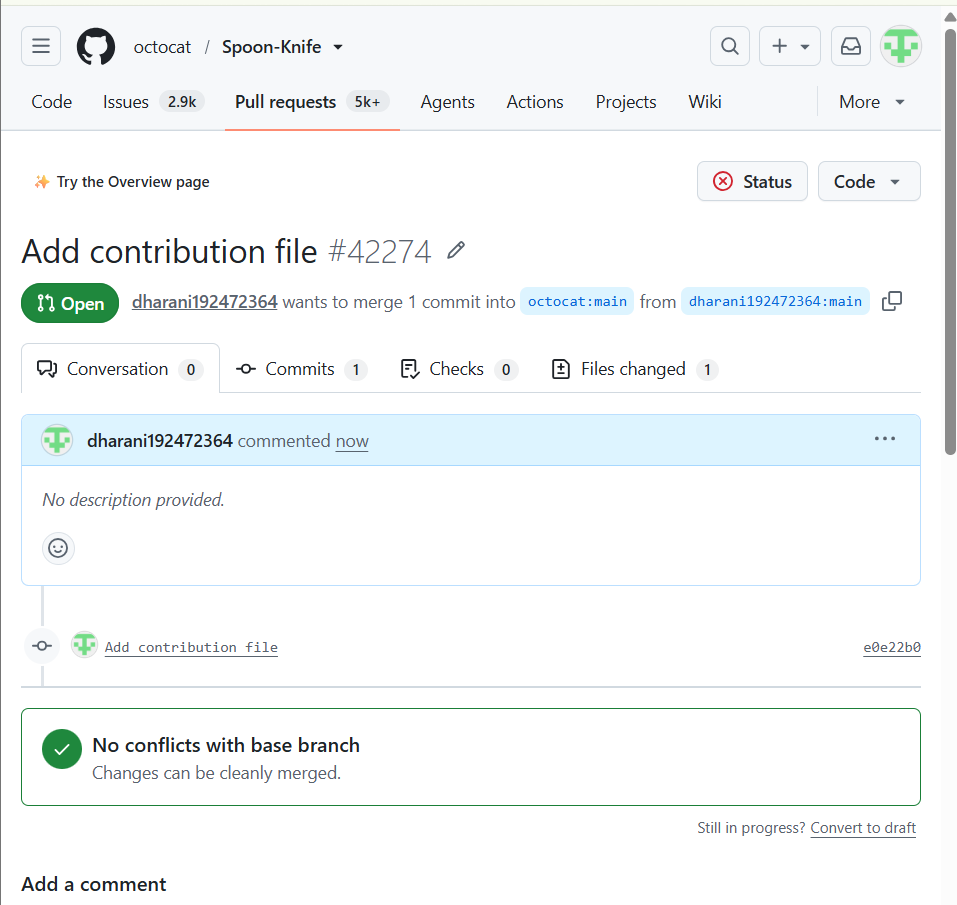 octocat / Spoon-Knife
Code Issues 2.9k Pull requests 5k+ Agents Actions Projects Wiki More
Try the Overview page Status Code
Add contribution file #42274
Open dharani192472364 wants to merge 1 commit into octocat:main from dharani192472364:main
Conversation 0 Commits 1 Checks 0 Files changed 1
dharani192472364 commented now
No description provided.
Add contribution file e0e22b0
No conflicts with base branch
Changes can be cleanly merged.
Still in progress? Convert to draft
Add a comment